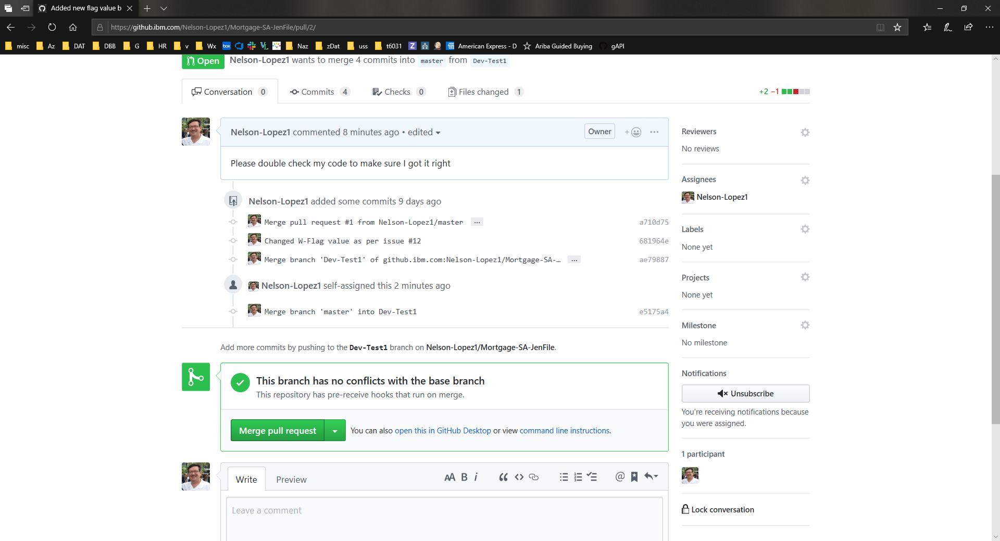 Added new flag value b
https://github.ibm.com/Nelson-Lopez1/Mortgage-SA-JenFile/pull/2/
misc Az DAT DBB G HR v Wx box Naz zDat uss t6031 Z American Express - D Ariba Guided Buying gAPI
Open Nelson-Lopez1 wants to merge 4 commits into master from Dev-Test1
Conversation 0 Commits 4 Checks 0 Files changed 1 +2 −1
Nelson-Lopez1 commented 8 minutes ago • edited Owner
Please double check my code to make sure I got it right
Nelson-Lopez1 added some commits 9 days ago
Merge pull request #1 from Nelson-Lopez1/master … a710d75
Changed W-Flag value as per issue #12 681964e
Merge branch 'Dev-Test1' of github.ibm.com:Nelson-Lopez1/Mortgage-SA-… … ae79887
Nelson-Lopez1 self-assigned this 2 minutes ago
Merge branch 'master' into Dev-Test1 e5175a4
Add more commits by pushing to the Dev-Test1 branch on Nelson-Lopez1/Mortgage-SA-JenFile.
This branch has no conflicts with the base branch
This repository has pre-receive hooks that run on merge.
Merge pull request You can also open this in GitHub Desktop or view command line instructions.
Write Preview AA B i
Leave a comment
Reviewers
No reviews
Assignees
Nelson-Lopez1
Labels
None yet
Projects
None yet
Milestone
No milestone
Notifications
Unsubscribe
You're receiving notifications because
you were assigned.
1 participant
Lock conversation